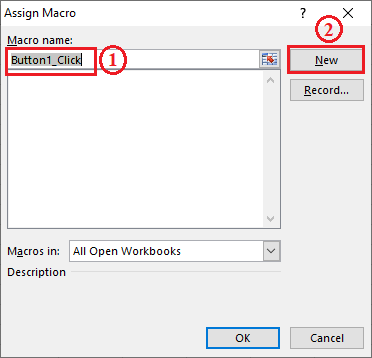 Assign Macro
?
Macro name:
2
Button1_Click
1
New
Record...
Macros in:
All Open Workbooks
Description
OK
Cancel